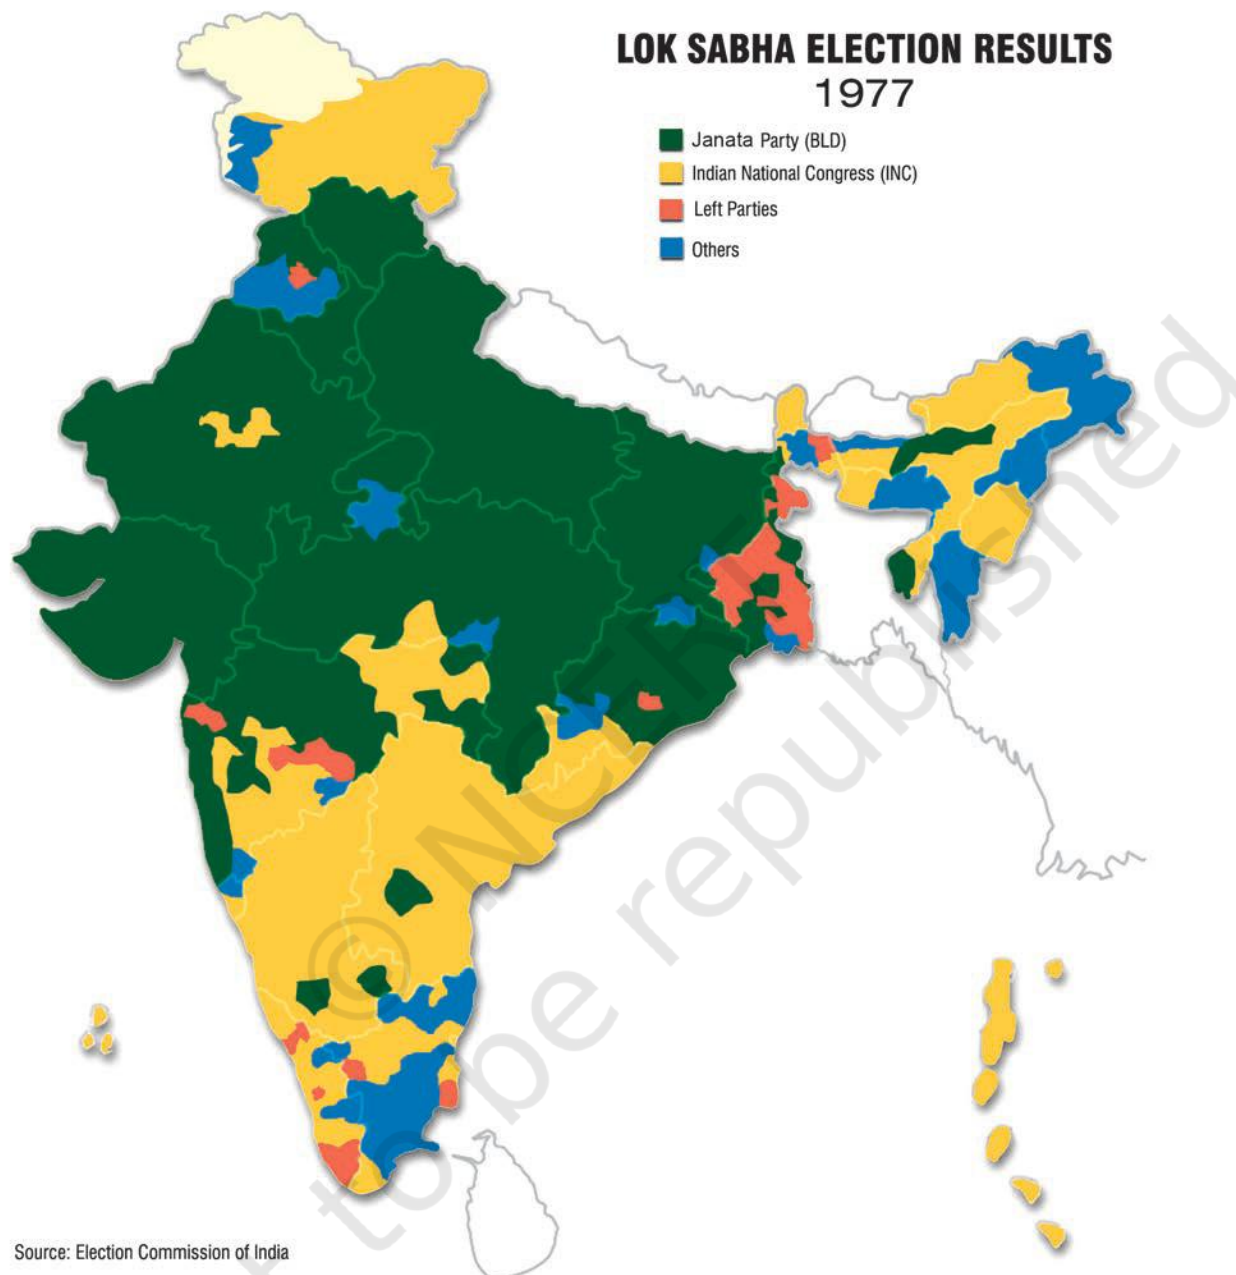 LOK SABHA ELECTION RESULTS
1977
Janata Party (BLD)
Indian National Congress (INC)
Left Parties
Others
© NCERT
to be republished
Source: Election Commission of India